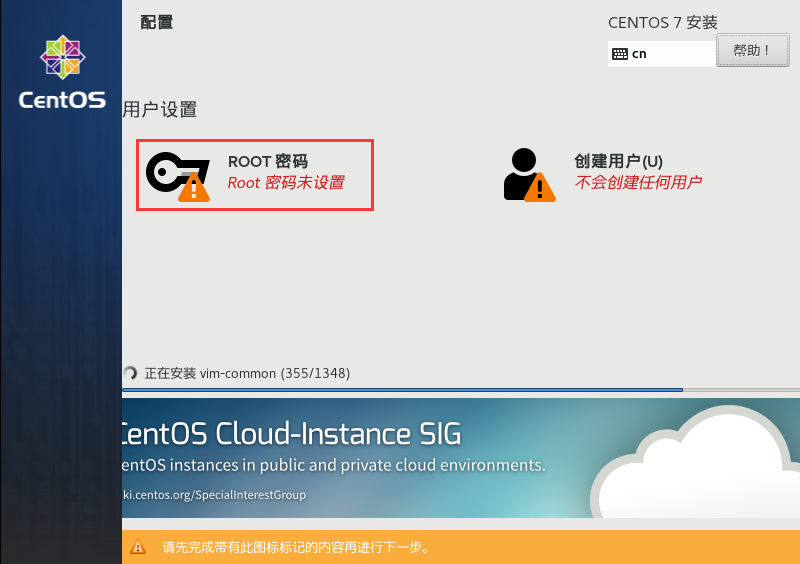 配置
CENTOS 7 安装
cn
帮助！
CentOS
用户设置
ROOT 密码
Root 密码未设置
创建用户(U)
不会创建任何用户
正在安装 vim-common (355/1348)
CentOS Cloud-Instance SIG
entOS instances in public and private cloud environments.
ki.centos.org/SpecialInterestGroup
请先完成带有此图标标记的内容再进行下一步。